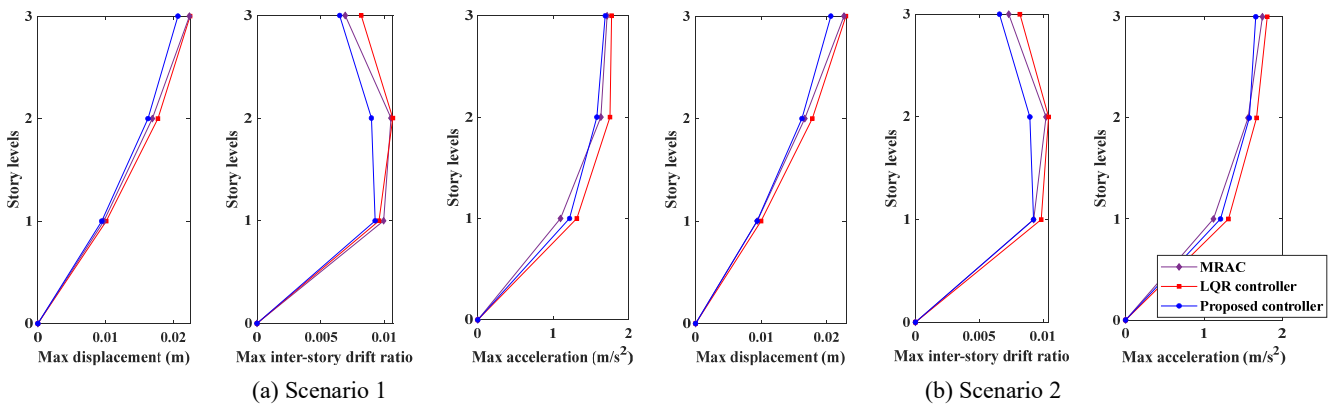 3
2
1
0
Story levels
0
0.01
0.02
Max displacement (m)
3
2
1
0
Story levels
0
0.005
0.01
Max inter-story drift ratio
3
2
1
0
Story levels
0
1
2
Max acceleration (m/s²)
(a) Scenario 1
3
2
1
0
Story levels
0
0.01
0.02
Max displacement (m)
3
2
1
0
Story levels
0
0.005
0.01
Max inter-story drift ratio
3
2
1
0
Story levels
0
1
2
Max acceleration (m/s²)
MRAC
LQR controller
Proposed controller
(b) Scenario 2